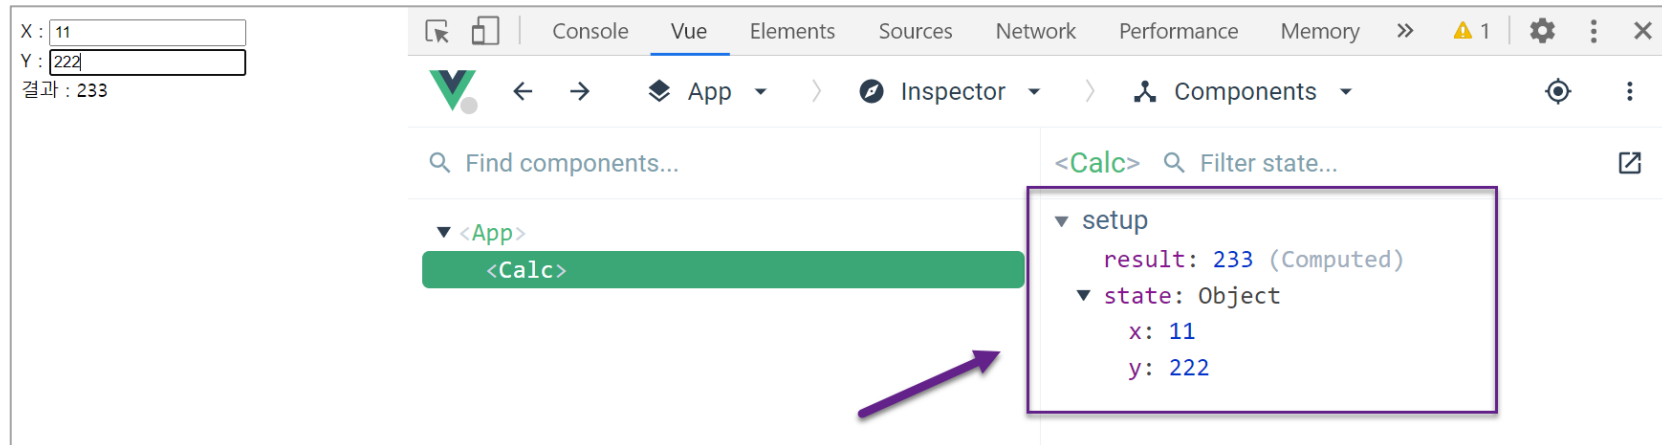 X : 11
Y : 222
결과 : 233
Console Vue Elements Sources Network Performance Memory 1
App Inspector Components
Find components...
<Calc> Filter state...
<App>
<Calc>
setup
result: 233 (Computed)
state: Object
x: 11
y: 222